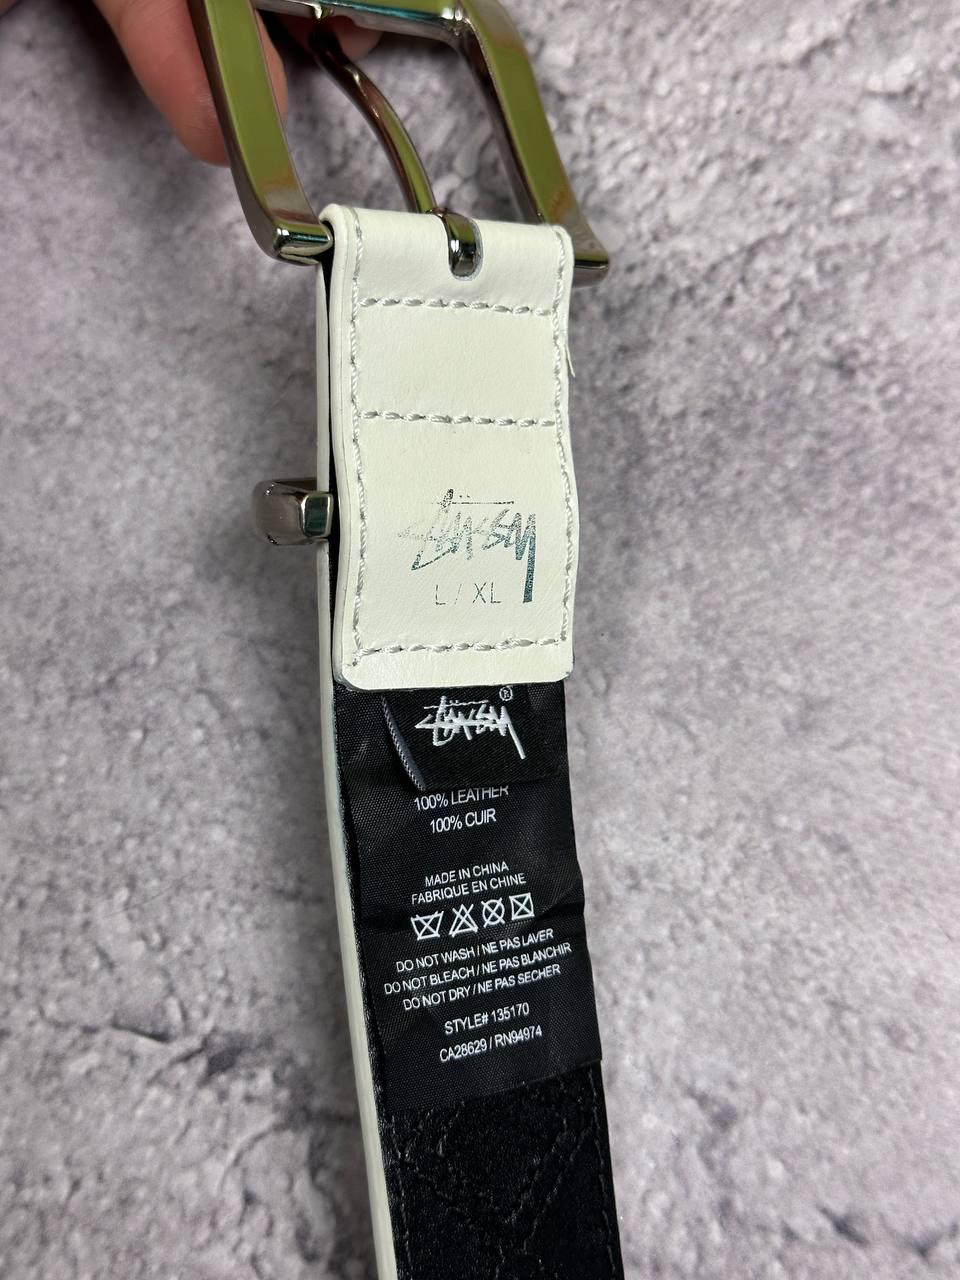 Stüssy
L / XL
Stüssy®
100% LEATHER
100% CUIR
MADE IN CHINA
FABRIQUE EN CHINE
DO NOT WASH / NE PAS LAVER
DO NOT BLEACH / NE PAS BLANCHIR
DO NOT DRY / NE PAS SECHER
STYLE# 135170
CA28629 / RN94974